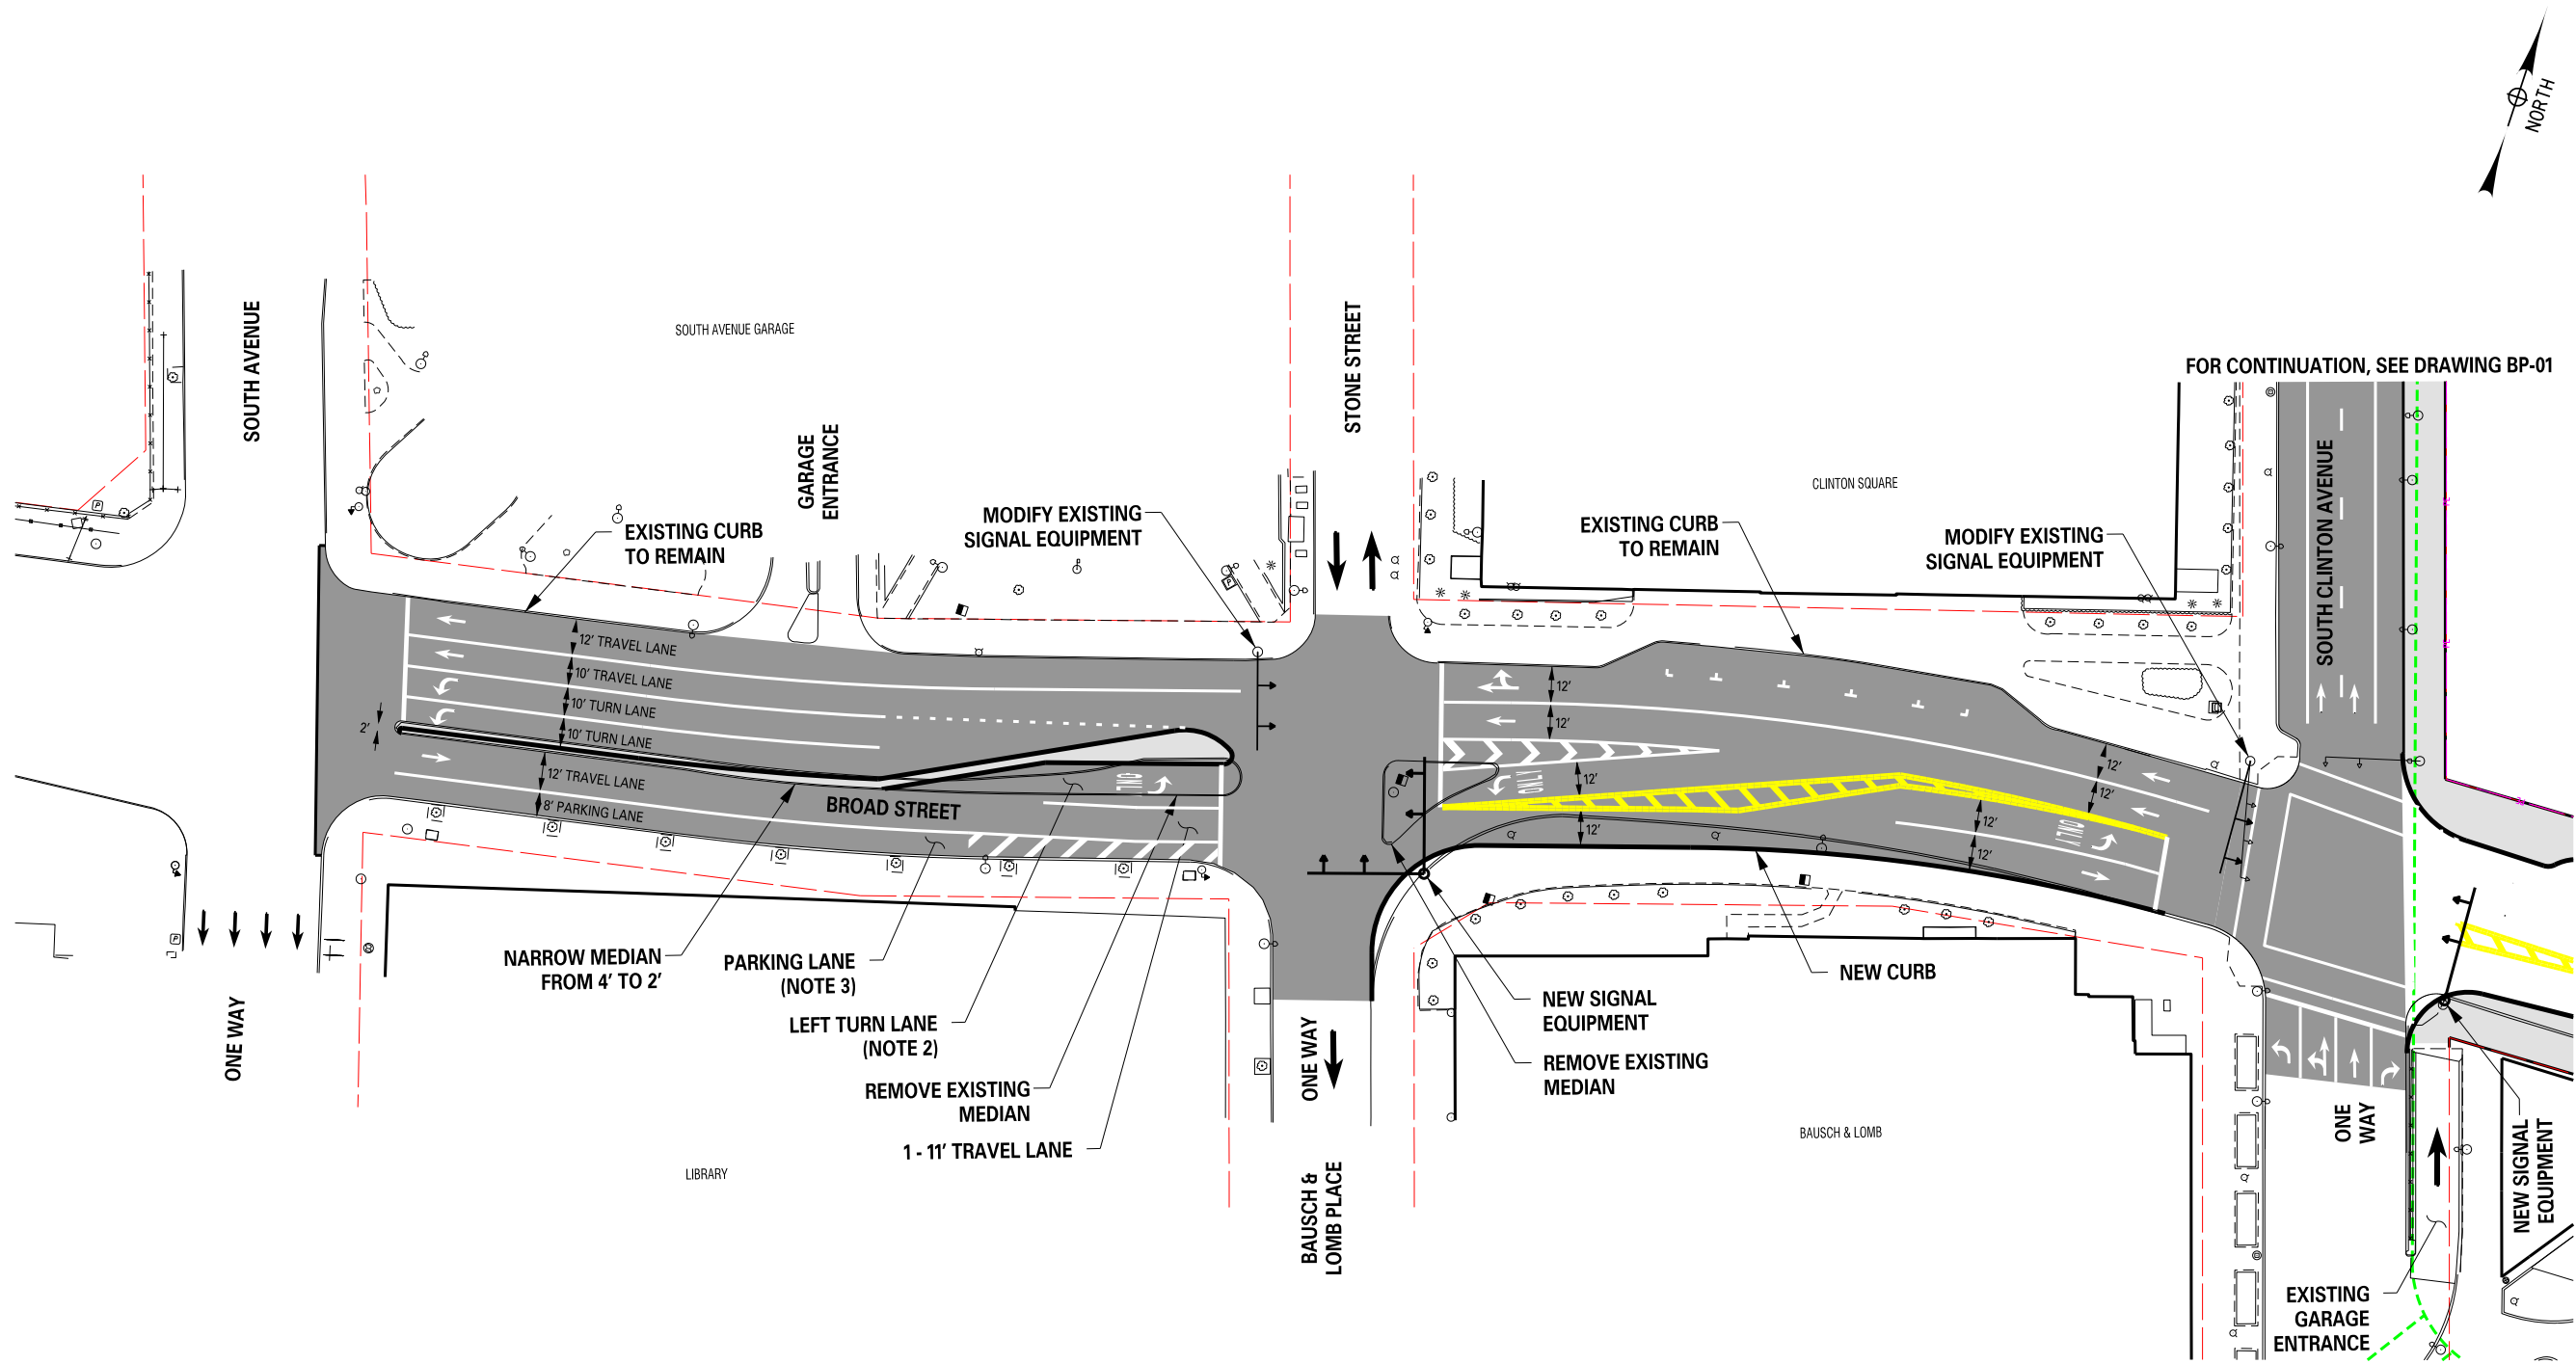 NORTH
SOUTH AVENUE
SOUTH AVENUE GARAGE
STONE STREET
FOR CONTINUATION, SEE DRAWING BP-01
GARAGE
ENTRANCE
CLINTON SQUARE
SOUTH CLINTON AVENUE
EXISTING CURB
TO REMAIN
MODIFY EXISTING
SIGNAL EQUIPMENT
EXISTING CURB
TO REMAIN
MODIFY EXISTING
SIGNAL EQUIPMENT
12' TRAVEL LANE
10' TRAVEL LANE
10' TURN LANE
10' TURN LANE
2'
12' TRAVEL LANE
8' PARKING LANE
BROAD STREET
ONLY
12'
12'
ONLY
12'
12'
12'
12'
12'
12'
ONLY
NARROW MEDIAN
FROM 4' TO 2'
PARKING LANE
(NOTE 3)
LEFT TURN LANE
(NOTE 2)
REMOVE EXISTING
MEDIAN
1 - 11' TRAVEL LANE
NEW CURB
NEW SIGNAL
EQUIPMENT
REMOVE EXISTING
MEDIAN
ONE WAY
ONE WAY
ONE
WAY
BAUSCH & LOMB
LIBRARY
BAUSCH &
LOMB PLACE
NEW SIGNAL
EQUIPMENT
EXISTING
GARAGE
ENTRANCE
P
P
P
P